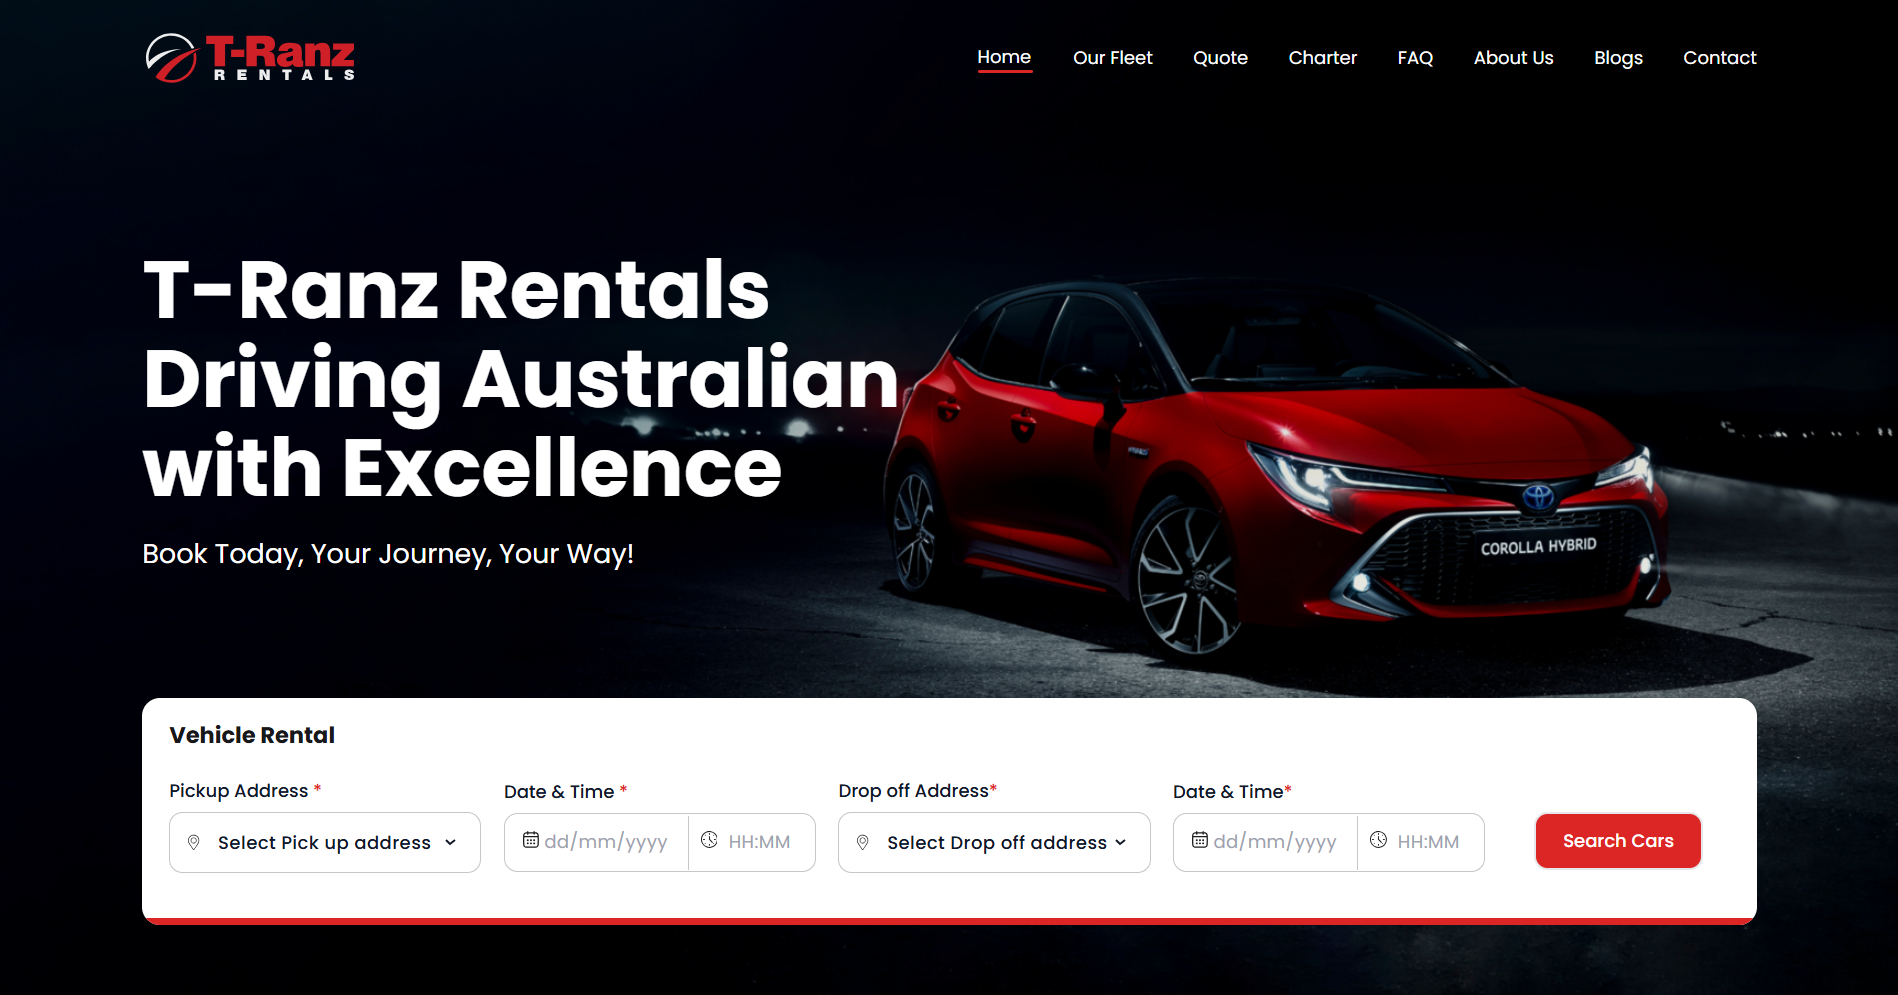 T-Ranz
RENTALS
Home Our Fleet Quote Charter FAQ About Us Blogs Contact
T-Ranz Rentals
Driving Australian
with Excellence
Book Today, Your Journey, Your Way!
COROLLA HYBRID
Vehicle Rental
Pickup Address * Date & Time * Drop off Address* Date & Time*
Select Pick up address dd/mm/yyyy HH:MM Select Drop off address dd/mm/yyyy HH:MM Search Cars